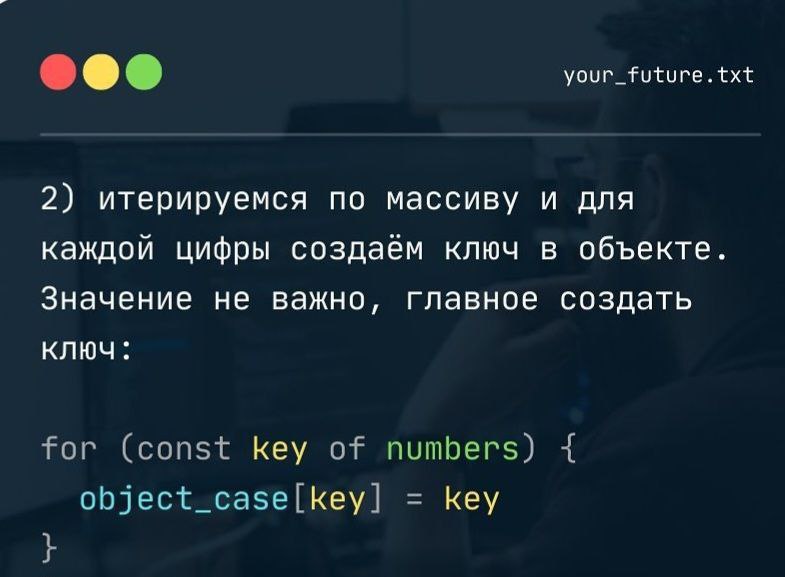 your_future.txt
2) итерируемся по массиву и для
каждой цифры создаём ключ в объекте.
Значение не важно, главное создать
ключ:
for (const key of numbers) {
  object_case[key] = key
}